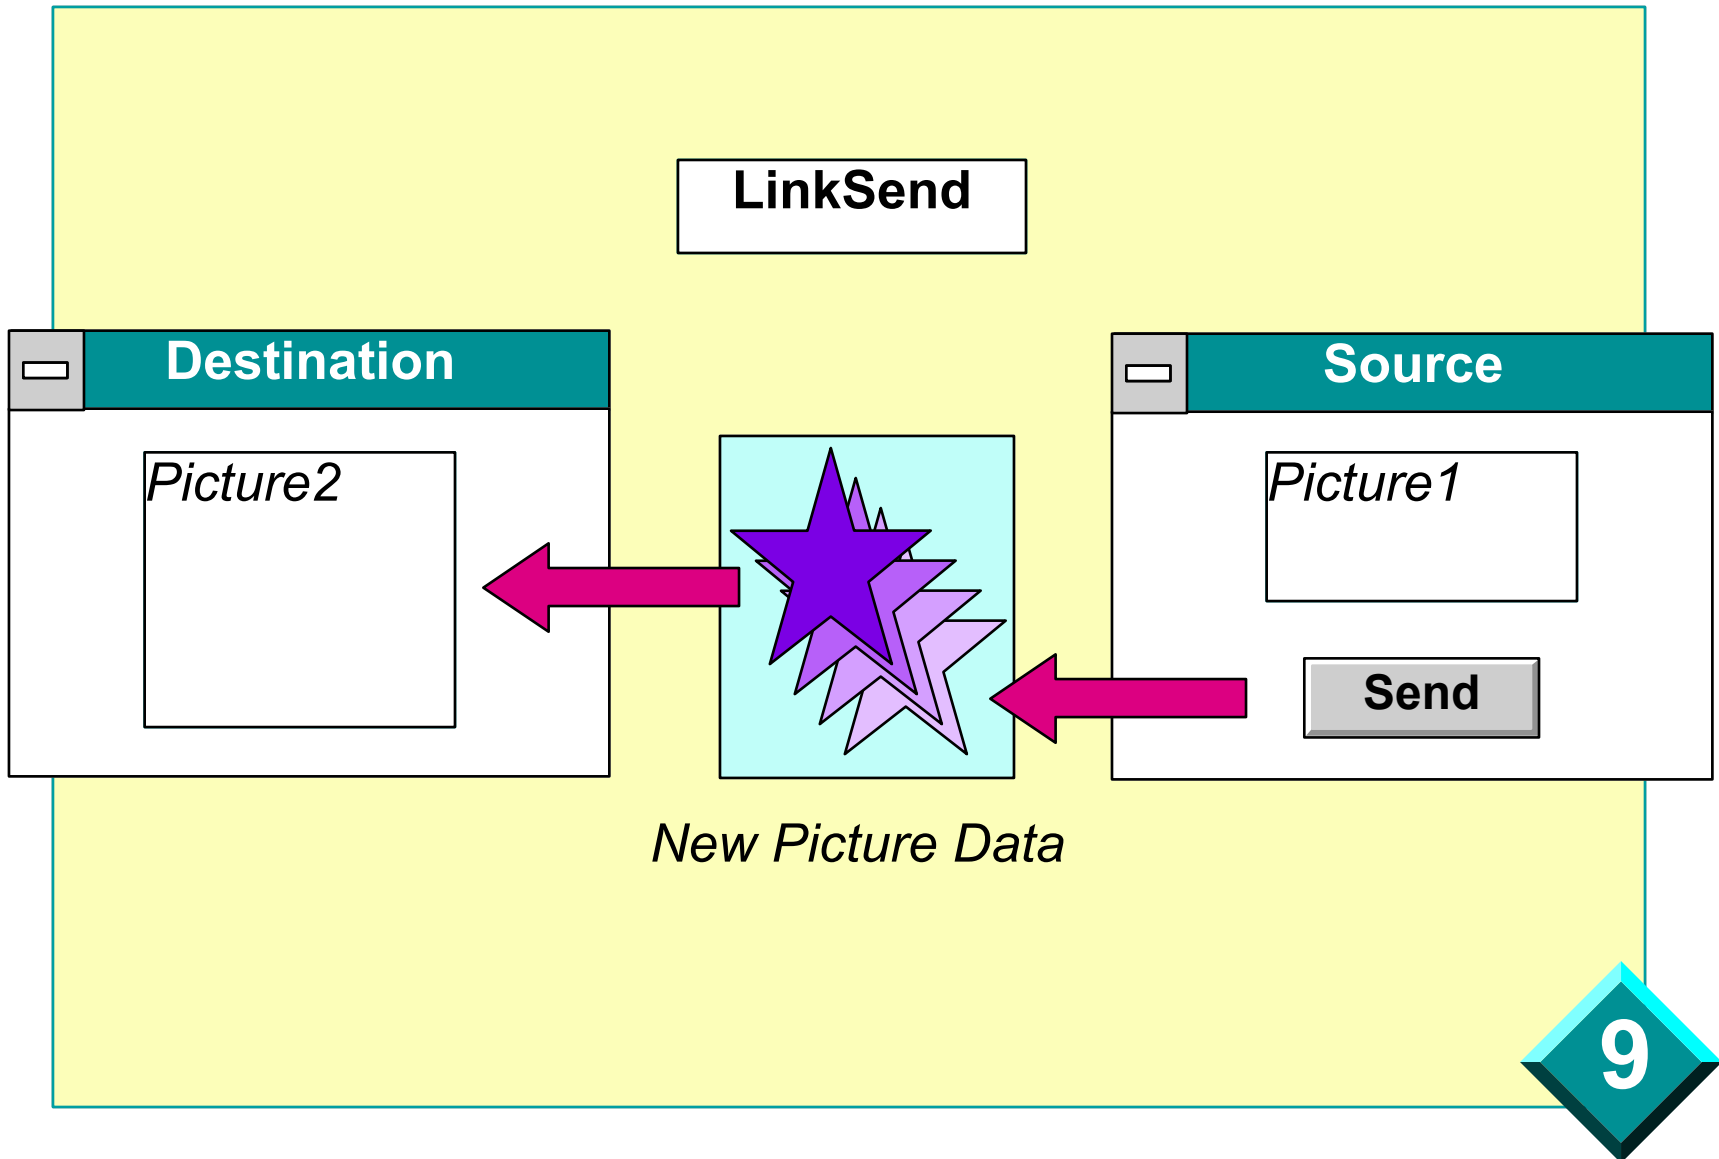 LinkSend
Destination
Source
Picture2
Picture1
Send
New Picture Data
9